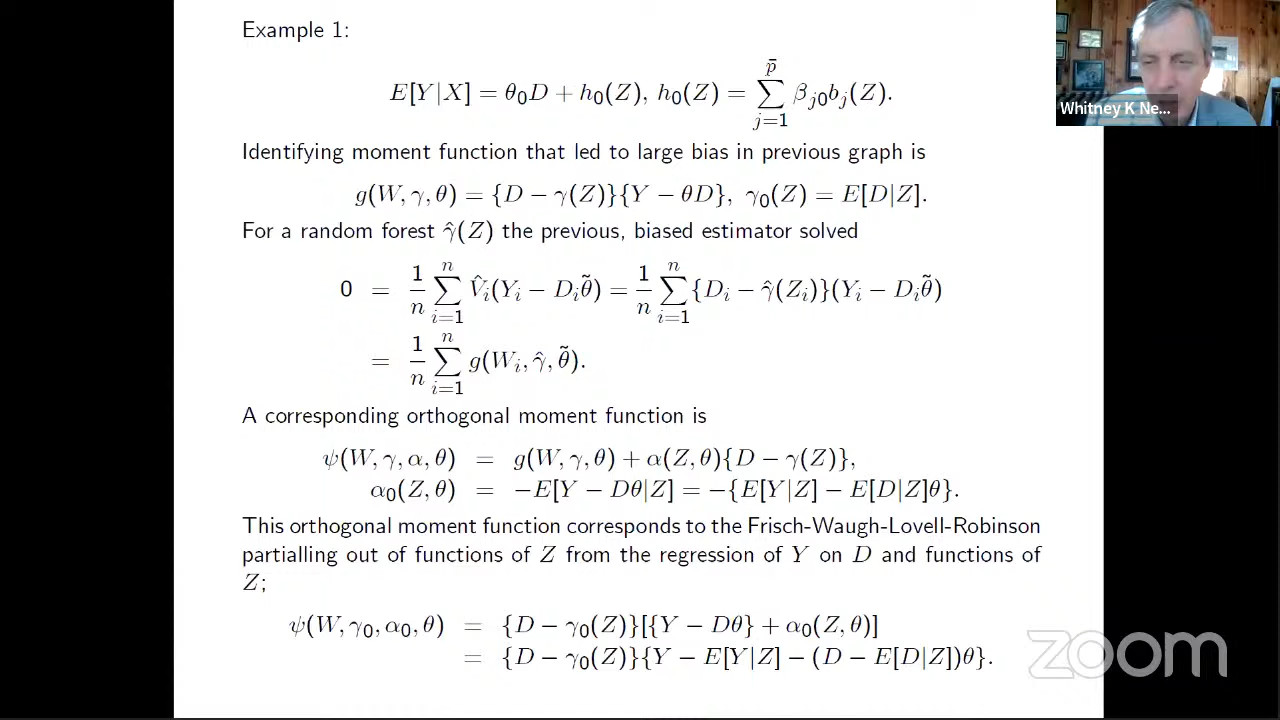 Example 1:
E[Y|X] = θ₀D + h₀(Z), h₀(Z) = ∑_{j=1}^{p̄} β_{j0}b_j(Z).
Whitney K Ne...
Identifying moment function that led to large bias in previous graph is
g(W, γ, θ) = {D − γ(Z)}{Y − θD}, γ₀(Z) = E[D|Z].
For a random forest γ̂(Z) the previous, biased estimator solved
0 = 1/n ∑_{i=1}^{n} V̂_i(Y_i − D_iθ̃) = 1/n ∑_{i=1}^{n} {D_i − γ̂(Z_i)}(Y_i − D_iθ̃)
= 1/n ∑_{i=1}^{n} g(W_i, γ̂, θ̃).
A corresponding orthogonal moment function is
ψ(W, γ, α, θ) = g(W, γ, θ) + α(Z, θ){D − γ(Z)},
α₀(Z, θ) = −E[Y − Dθ|Z] = −{E[Y|Z] − E[D|Z]θ}.
This orthogonal moment function corresponds to the Frisch-Waugh-Lovell-Robinson
partialling out of functions of Z from the regression of Y on D and functions of
Z;
ψ(W, γ₀, α₀, θ) = {D − γ₀(Z)}[{Y − Dθ} + α₀(Z, θ)]
= {D − γ₀(Z)}{Y − E[Y|Z] − (D − E[D|Z])θ}.
zoom